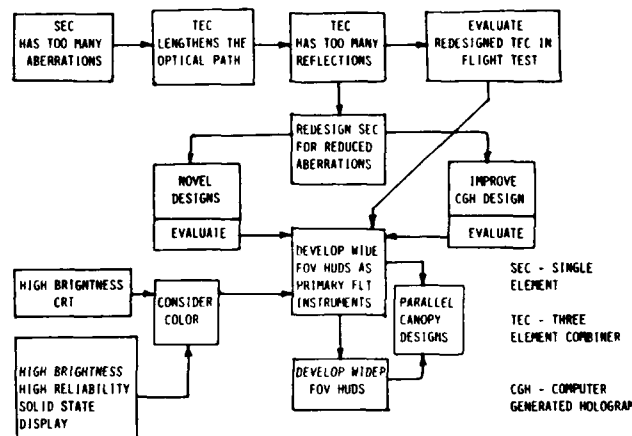 SEC
HAS TOO MANY
ABERRATIONS
TEC
LENGTHENS THE
OPTICAL PATH
TEC
HAS TOO MANY
REFLECTIONS
EVALUATE
REDESIGNED TEC IN
FLIGHT TEST
REDESIGN SEC
FOR REDUCED
ABERRATIONS
NOVEL
DESIGNS
EVALUATE
IMPROVE
CGH DESIGN
EVALUATE
DEVELOP WIDE
FOV HUDS AS
PRIMARY FLT
INSTRUMENTS
HIGH BRIGHTNESS
CRT
CONSIDER
COLOR
PARALLEL
CANOPY
DESIGNS
HIGH BRIGHTNESS
HIGH RELIABILITY
SOLID STATE
DISPLAY
DEVELOP WIDEP
FOV HUDS
SEC - SINGLE
ELEMENT
TEC - THREE
ELEMENT COMBINER
CGH - COMPUTER
GENERATED HOLOGRAM